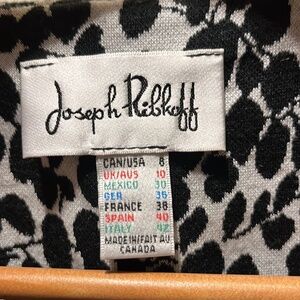 Joseph Ribkoff
CAN/USA 8
UK/AUS 10
MEXICO 30
GER 36
FRANCE 38
SPAIN 40
ITALY 42
MADE IN/FAIT AU
CANADA